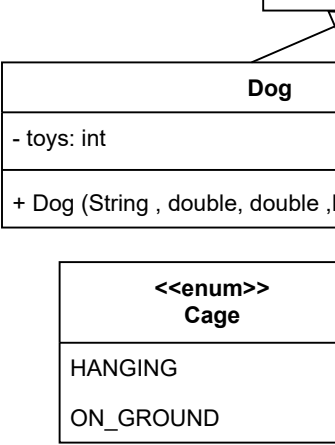 Dog
- toys: int
+ Dog (String , double, double ,
<<enum>>
Cage
HANGING
ON_GROUND